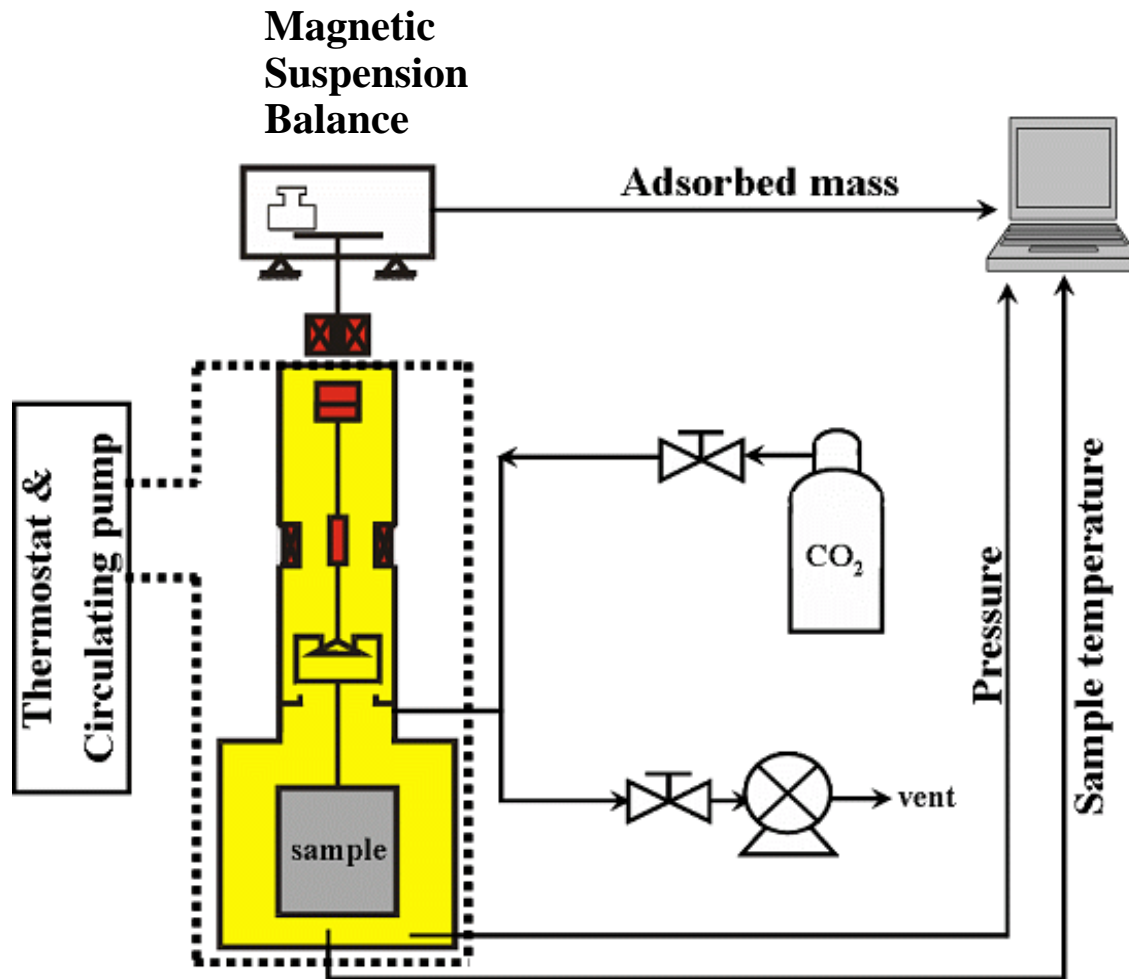 Magnetic
Suspension
Balance
Adsorbed mass
Thermostat &
Circulating pump
CO₂
Pressure
Sample temperature
vent
sample